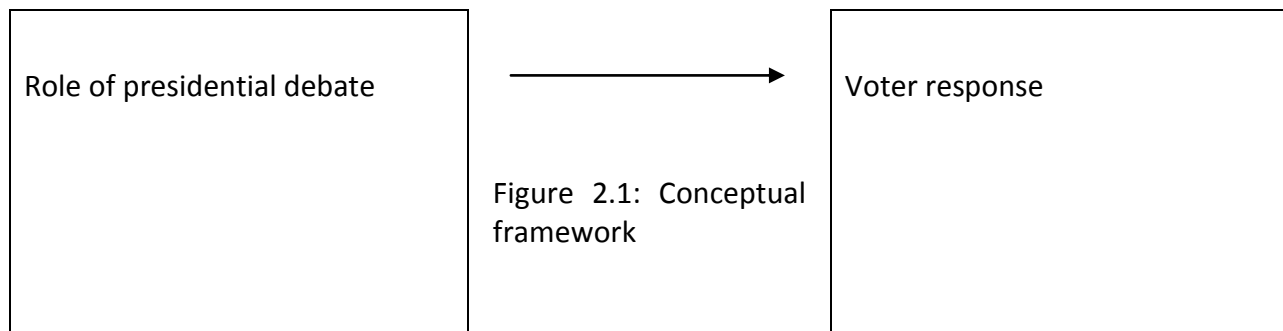 Role of presidential debate
Voter response
Figure 2.1: Conceptual
framework